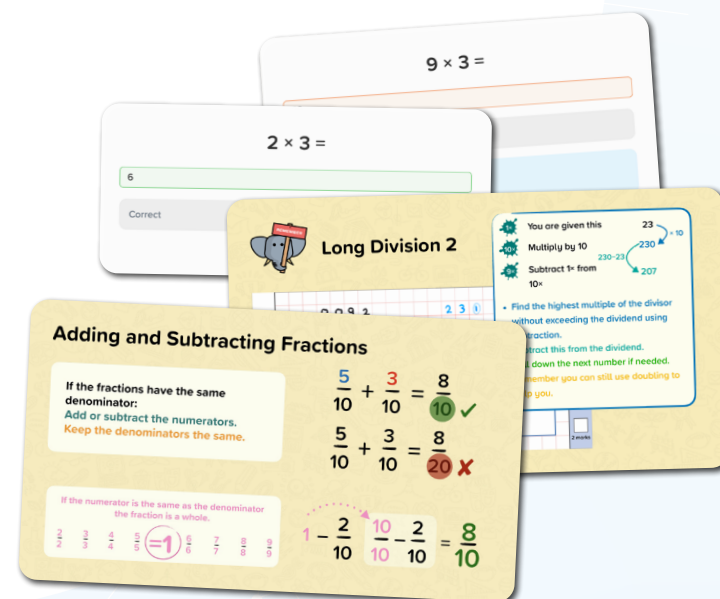 9 × 3 =
2 × 3 =
6
Correct
REMEMBER
Long Division 2
1×
You are given this
23
× 10
10×
Multiply by 10
230
230-23
9×
Subtract 1× from
10×
207
2 3 1
• Find the highest multiple of the divisor
without exceeding the dividend using
this from the dividend.
down the next number if needed.
you can still use doubling to
you.
2 marks
Adding and Subtracting Fractions
If the fractions have the same
denominator:
Add or subtract the numerators.
Keep the denominators the same.
5/10 + 3/10 = 8/10 ✓
5/10 + 3/10 = 8/20 ✘
If the numerator is the same as the denominator
the fraction is a whole.
2/2 3/3 4/4 5/5 =1 6/6 7/7 8/8 9/9
1 - 2/10 10/10 - 2/10 = 8/10